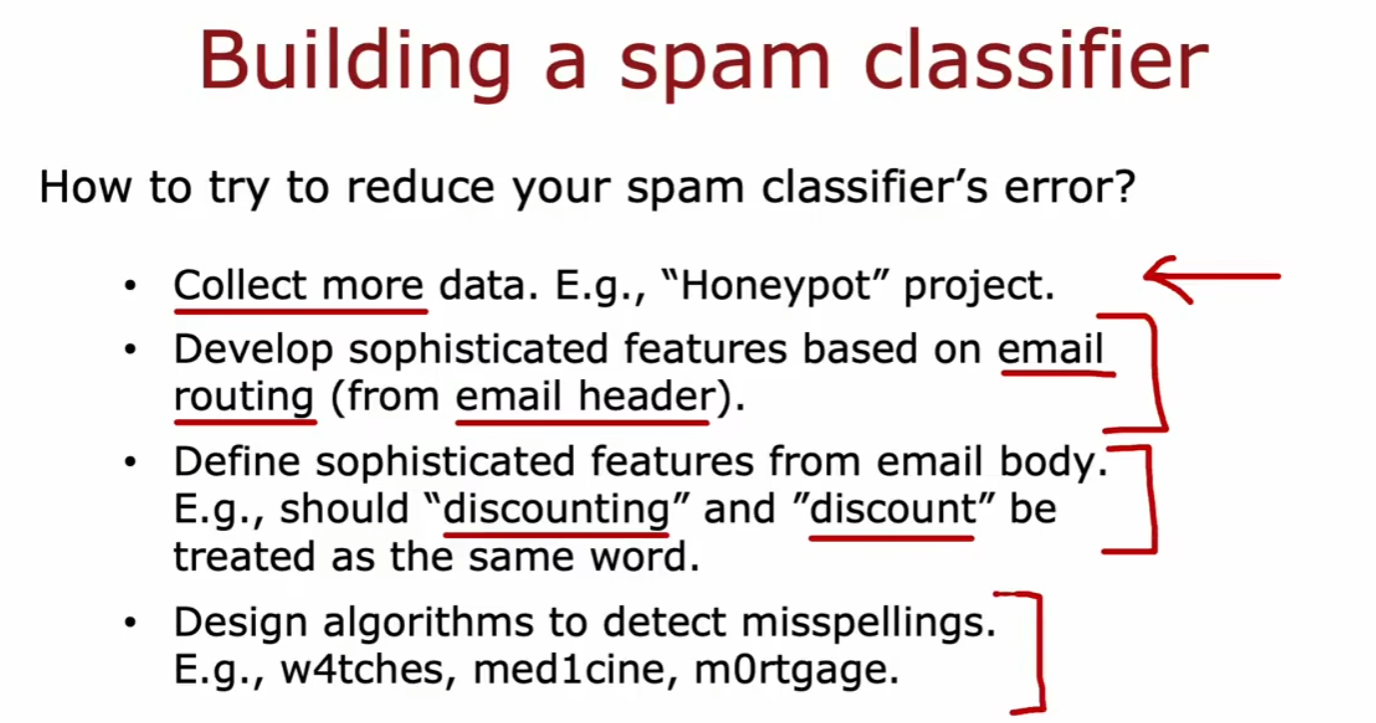 Building a spam classifier
How to try to reduce your spam classifier’s error?
• Collect more data. E.g., “Honeypot” project.
• Develop sophisticated features based on email
routing (from email header).
• Define sophisticated features from email body.
E.g., should “discounting” and ”discount” be
treated as the same word.
• Design algorithms to detect misspellings.
E.g., w4tches, med1cine, m0rtgage.